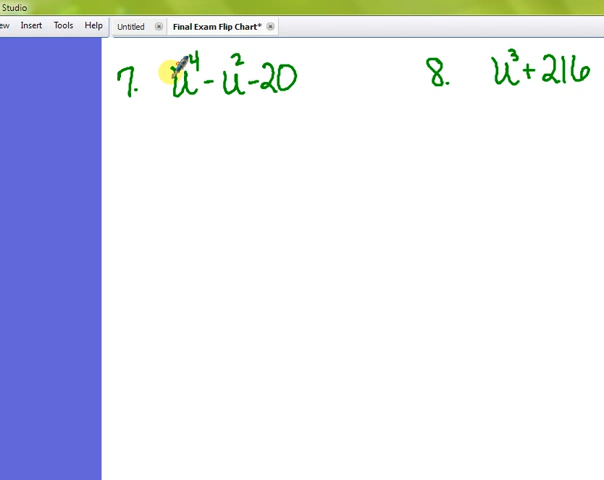 Studio
ew Insert Tools Help Untitled Final Exam Flip Chart*
7. u⁴ - u² - 20 8. u³ + 216